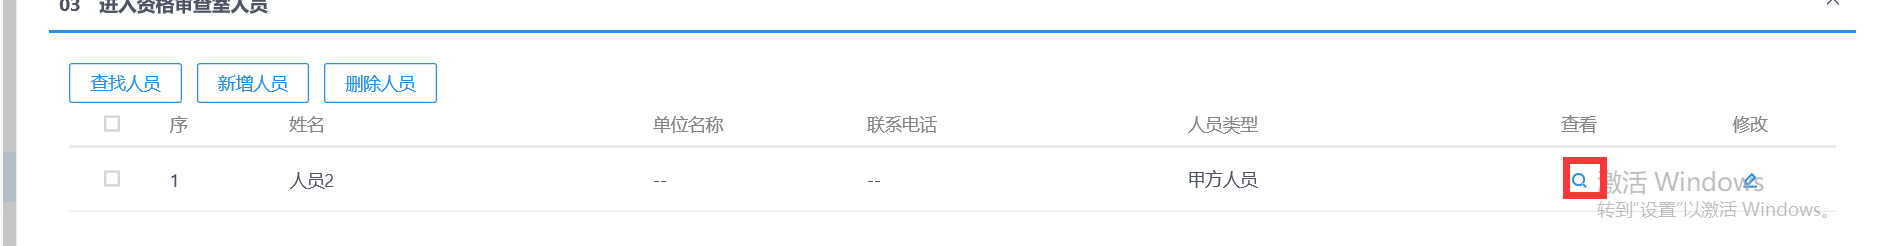 03 进入资格审查室人员
查找人员 新增人员 删除人员
序 姓名 单位名称 联系电话 人员类型 查看 修改
1 人员2 -- -- 甲方人员
激活 Windows
转到"设置"以激活 Windows。